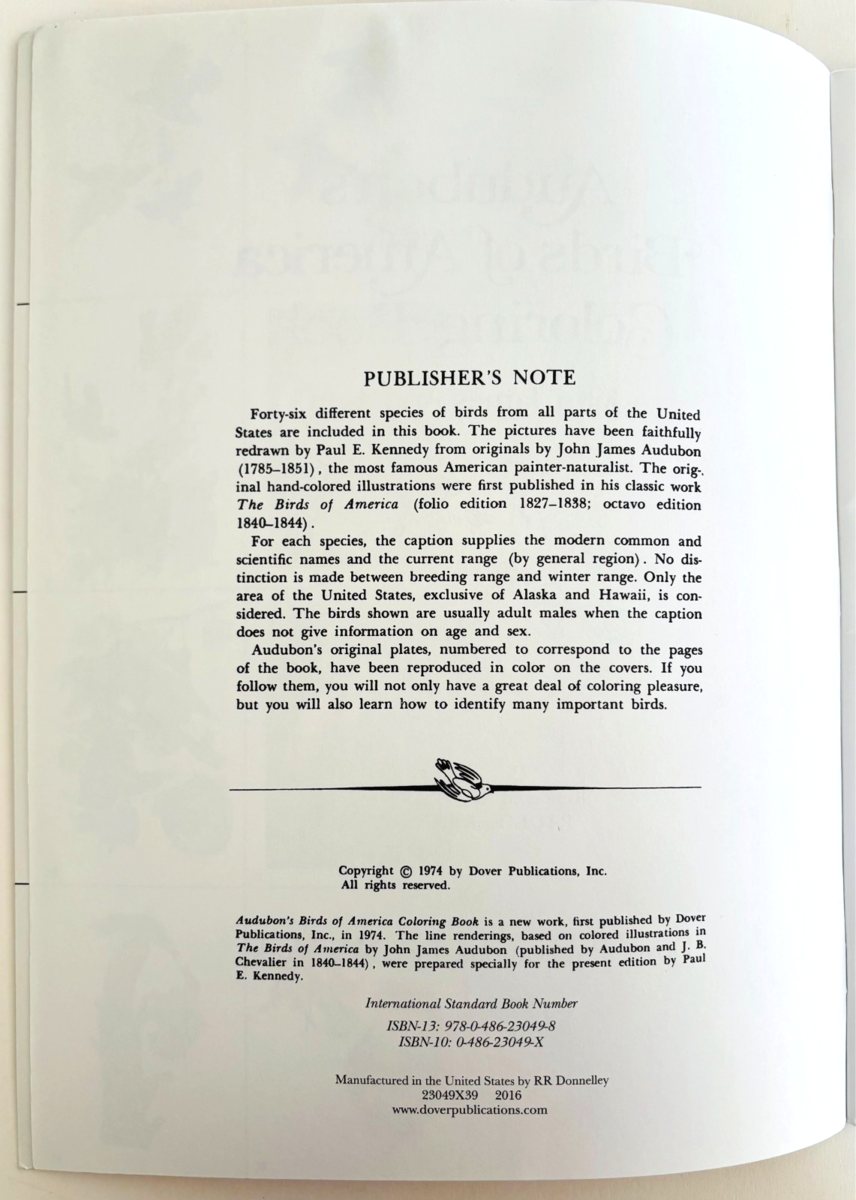 PUBLISHER'S NOTE
Forty-six different species of birds from all parts of the United
States are included in this book. The pictures have been faithfully
redrawn by Paul E. Kennedy from originals by John James Audubon
(1785–1851), the most famous American painter-naturalist. The orig-
inal hand-colored illustrations were first published in his classic work
The Birds of America (folio edition 1827–1838; octavo edition
1840–1844).
For each species, the caption supplies the modern common and
scientific names and the current range (by general region). No dis-
tinction is made between breeding range and winter range. Only the
area of the United States, exclusive of Alaska and Hawaii, is con-
sidered. The birds shown are usually adult males when the caption
does not give information on age and sex.
Audubon's original plates, numbered to correspond to the pages
of the book, have been reproduced in color on the covers. If you
follow them, you will not only have a great deal of coloring pleasure,
but you will also learn how to identify many important birds.
Copyright © 1974 by Dover Publications, Inc.
All rights reserved.
Audubon's Birds of America Coloring Book is a new work, first published by Dover
Publications, Inc., in 1974. The line renderings, based on colored illustrations in
The Birds of America by John James Audubon (published by Audubon and J. B.
Chevalier in 1840–1844), were prepared specially for the present edition by Paul
E. Kennedy.
International Standard Book Number
ISBN-13: 978-0-486-23049-8
ISBN-10: 0-486-23049-X
Manufactured in the United States by RR Donnelley
23049X39 2016
www.doverpublications.com